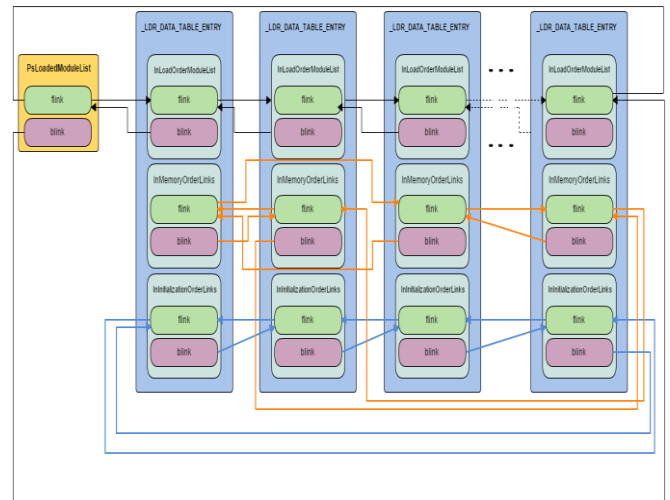 _LDR_DATA_TABLE_ENTRY
_LDR_DATA_TABLE_ENTRY
_LDR_DATA_TABLE_ENTRY
_LDR_DATA_TABLE_ENTRY
PsLoadedModuleList
flink
blink
InLoadOrderModuleList
flink
blink
InLoadOrderModuleList
flink
blink
InLoadOrderModuleList
flink
blink
InLoadOrderModuleList
flink
blink
InMemoryOrderLinks
flink
blink
InMemoryOrderLinks
flink
blink
InMemoryOrderLinks
flink
blink
InMemoryOrderLinks
flink
blink
InInitializationOrderLinks
flink
blink
InInitializationOrderLinks
flink
blink
InInitializationOrderLinks
flink
blink
InInitializationOrderLinks
flink
blink